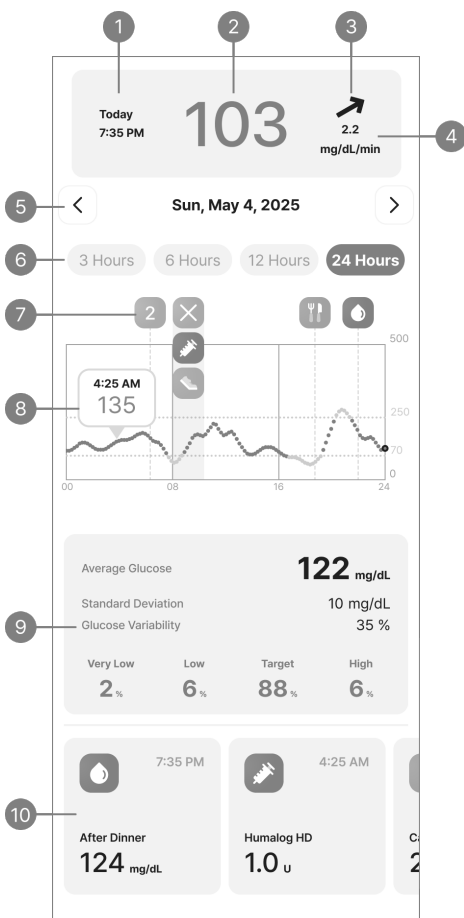 1
2
3
Today
7:35 PM
103
2.2
mg/dL/min
4
5
Sun, May 4, 2025
6
3 Hours
6 Hours
12 Hours
24 Hours
7
2
500
8
4:25 AM
135
250
70
0
00
08
16
24
Average Glucose
122 mg/dL
Standard Deviation
10 mg/dL
9
Glucose Variability
35 %
Very Low
Low
Target
High
2 %
6 %
88 %
6 %
7:35 PM
4:25 AM
10
After Dinner
124 mg/dL
Humalog HD
1.0 U